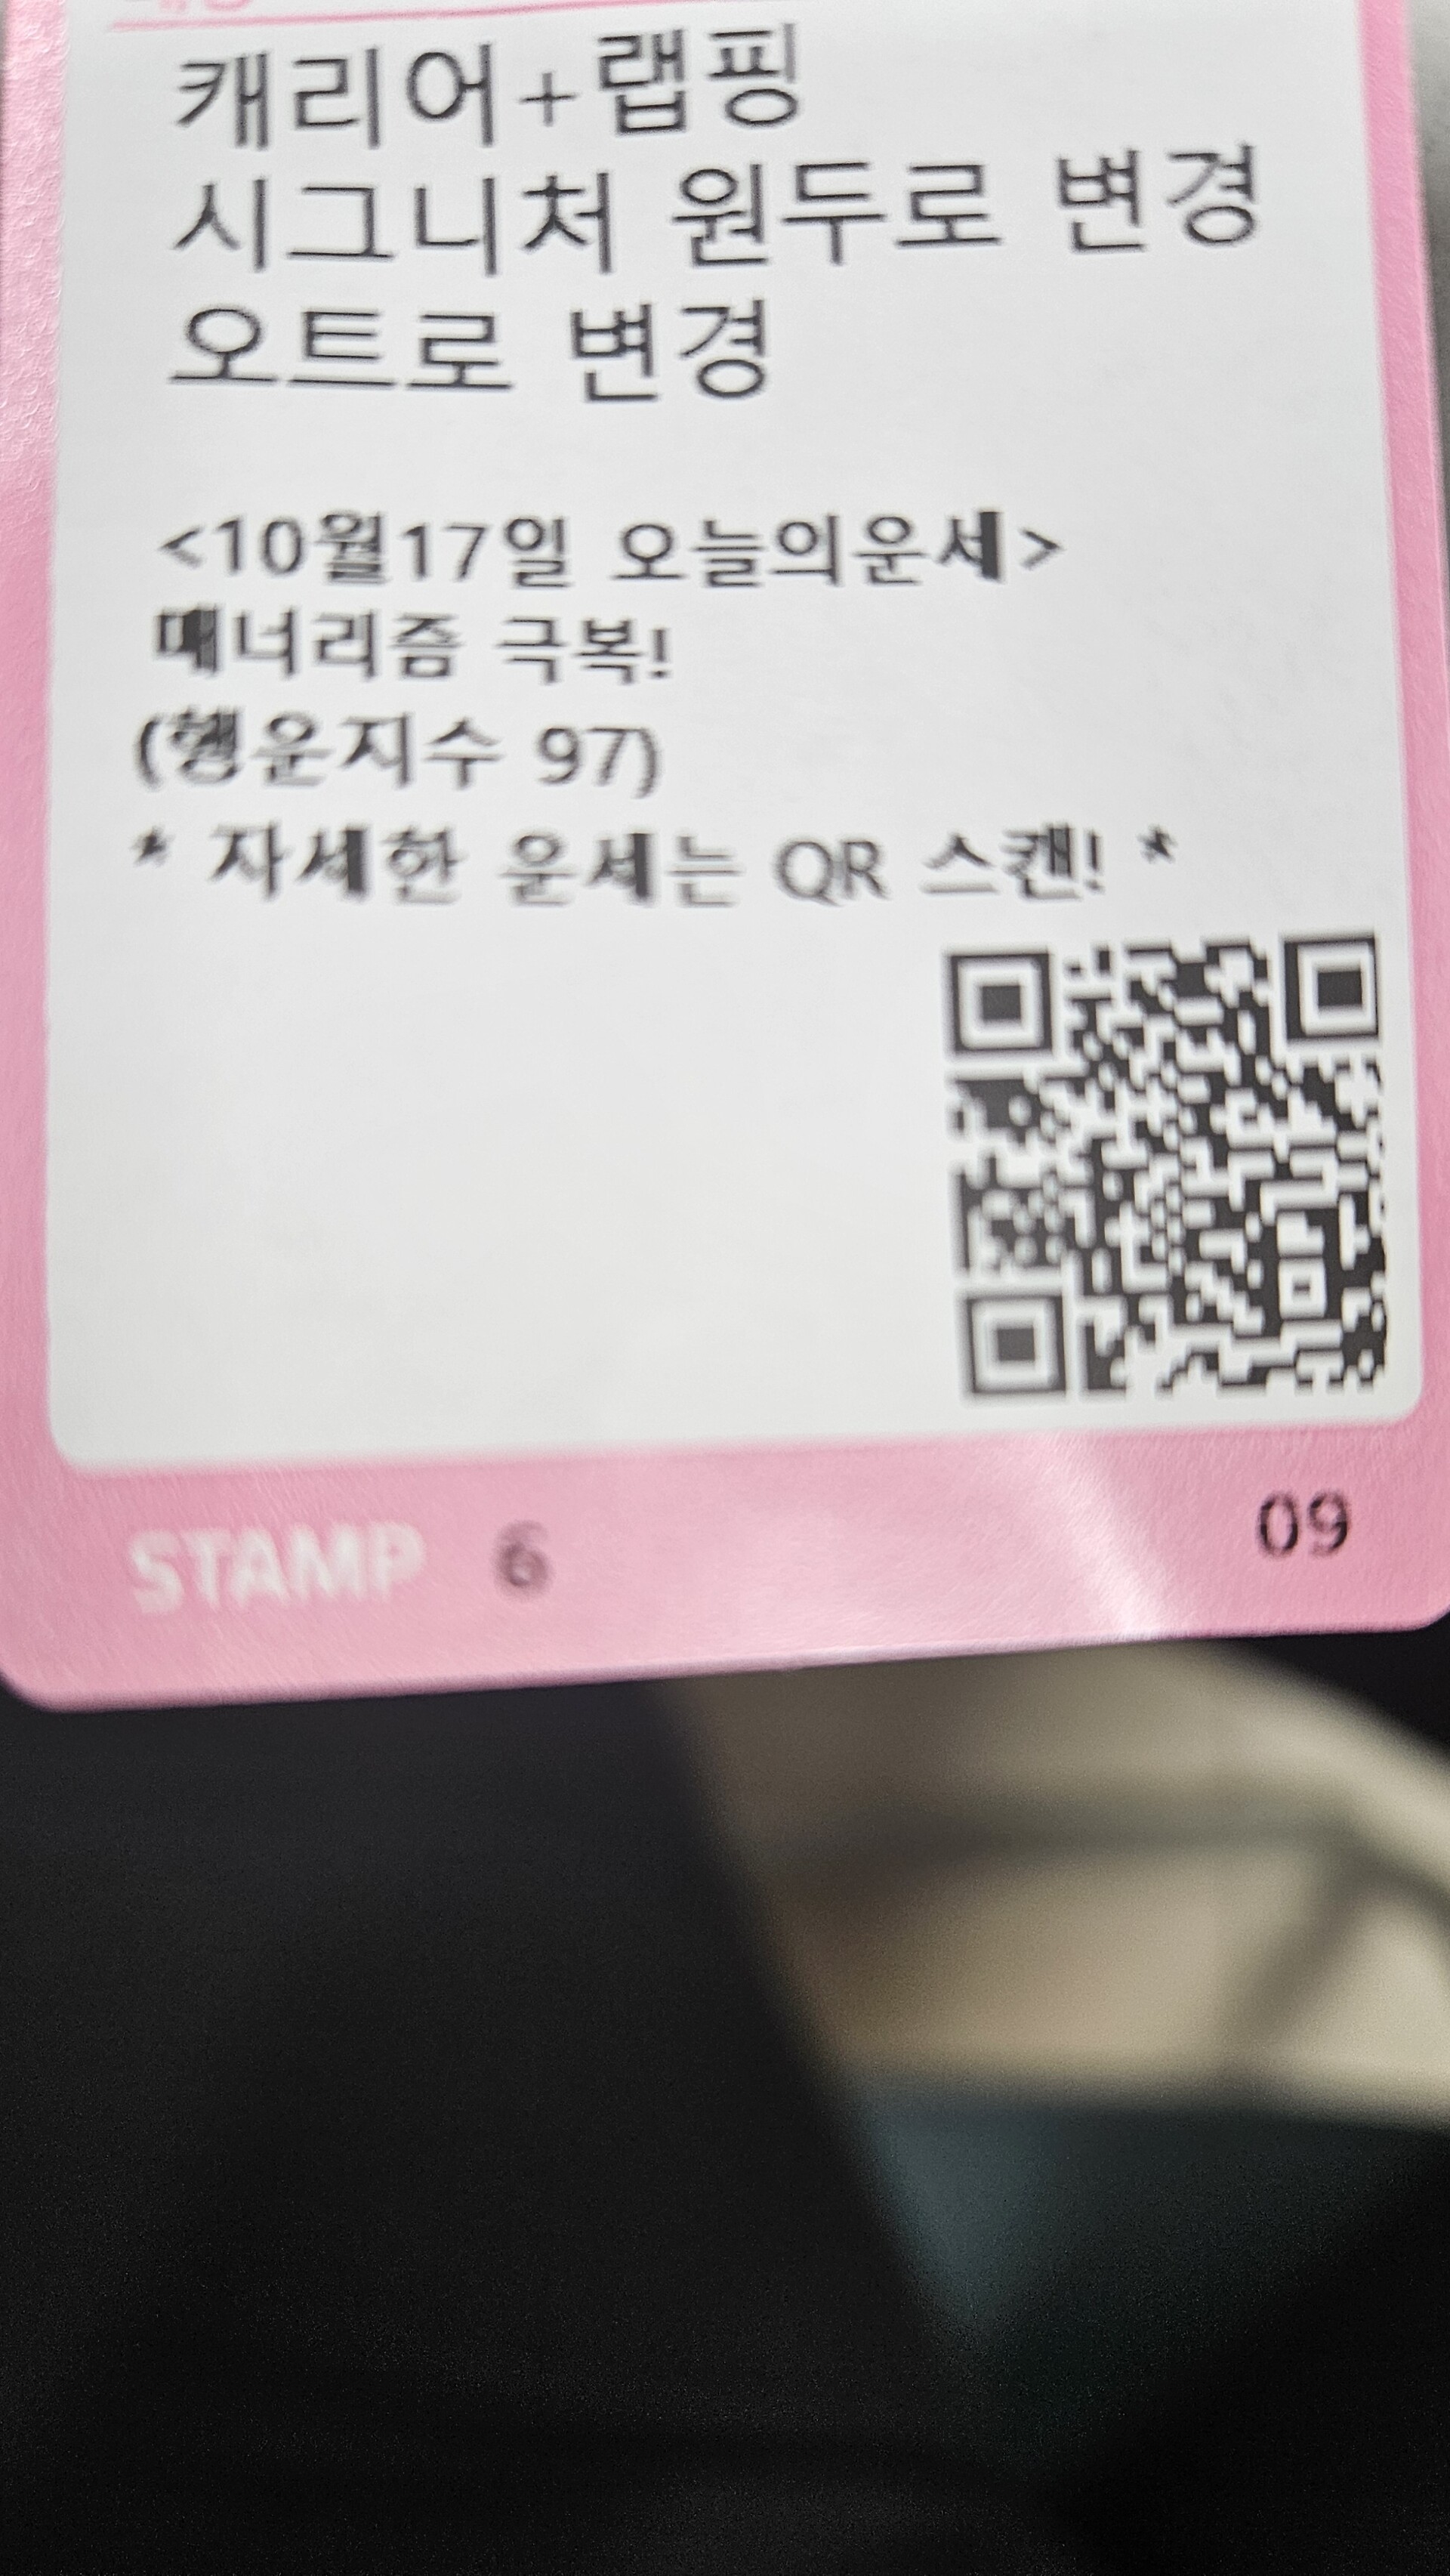 캐리어+랩핑
시그니처 원두로 변경
오트로 변경
<10월17일 오늘의운세>
매너리즘 극복!
(행운지수 97)
* 자세한 운세는 QR 스캔! *
STAMP 6
09